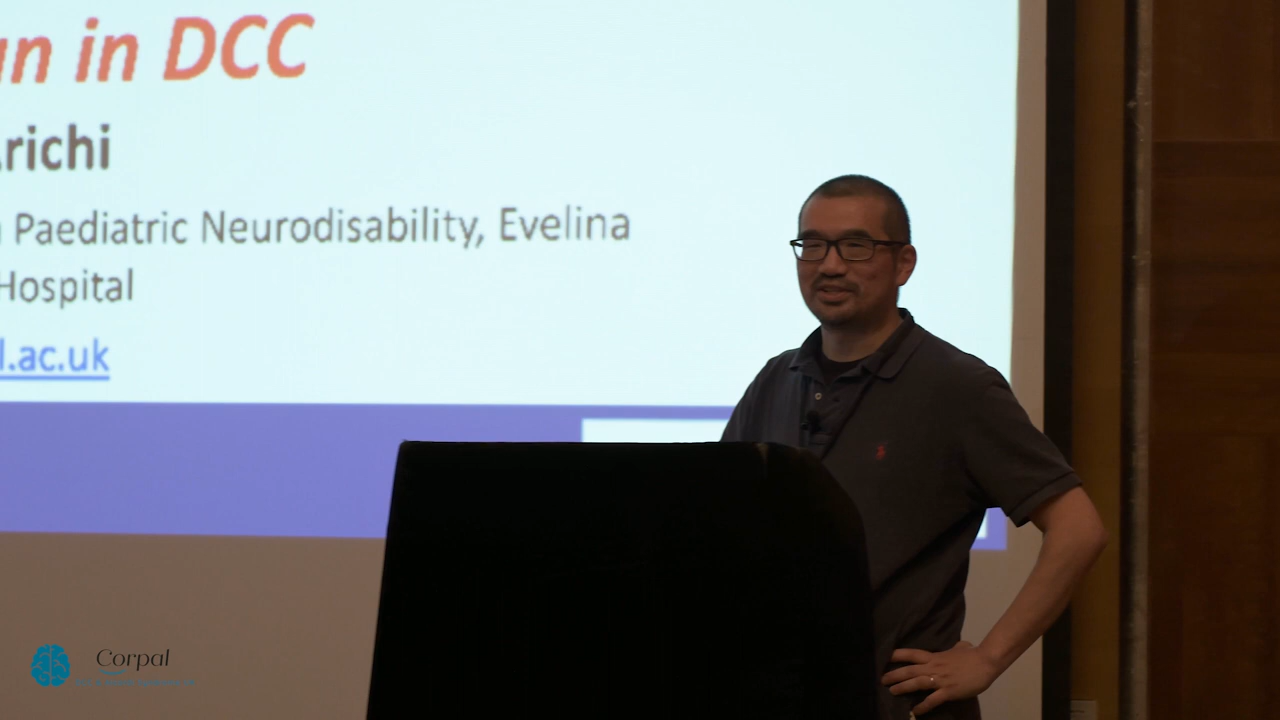 in DCC
richi
Paediatric Neurodisability, Evelina
Hospital
l.ac.uk
Corpal